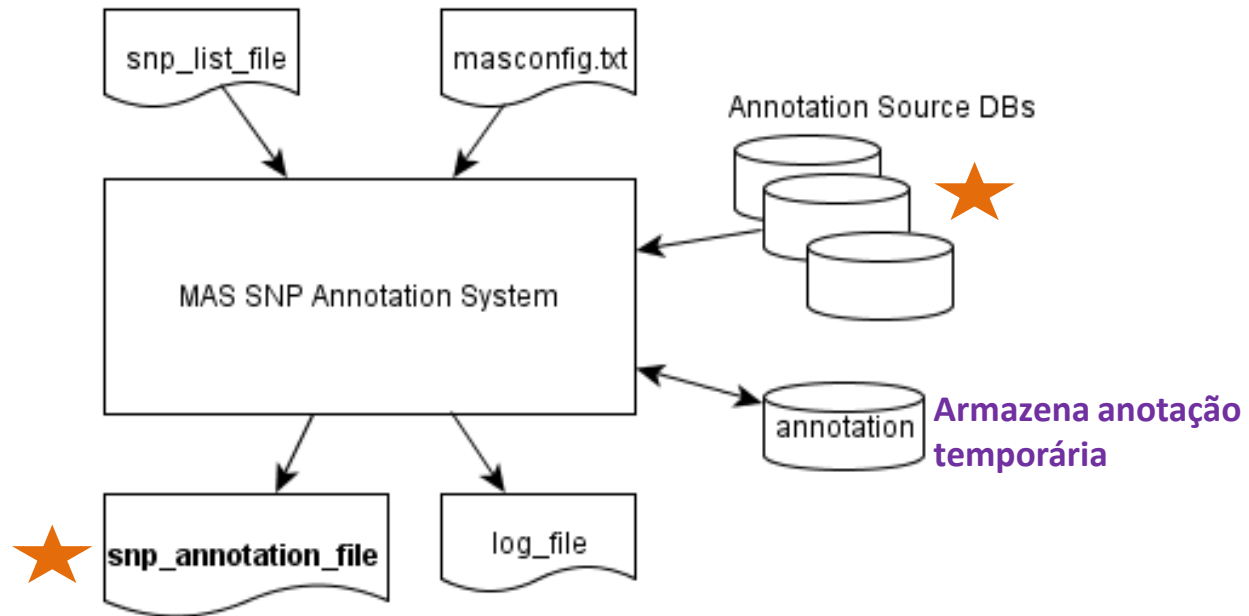 snp_list_file
masconfig.txt
Annotation Source DBs
MAS SNP Annotation System
annotation
Armazena anotação
temporária
snp_annotation_file
log_file